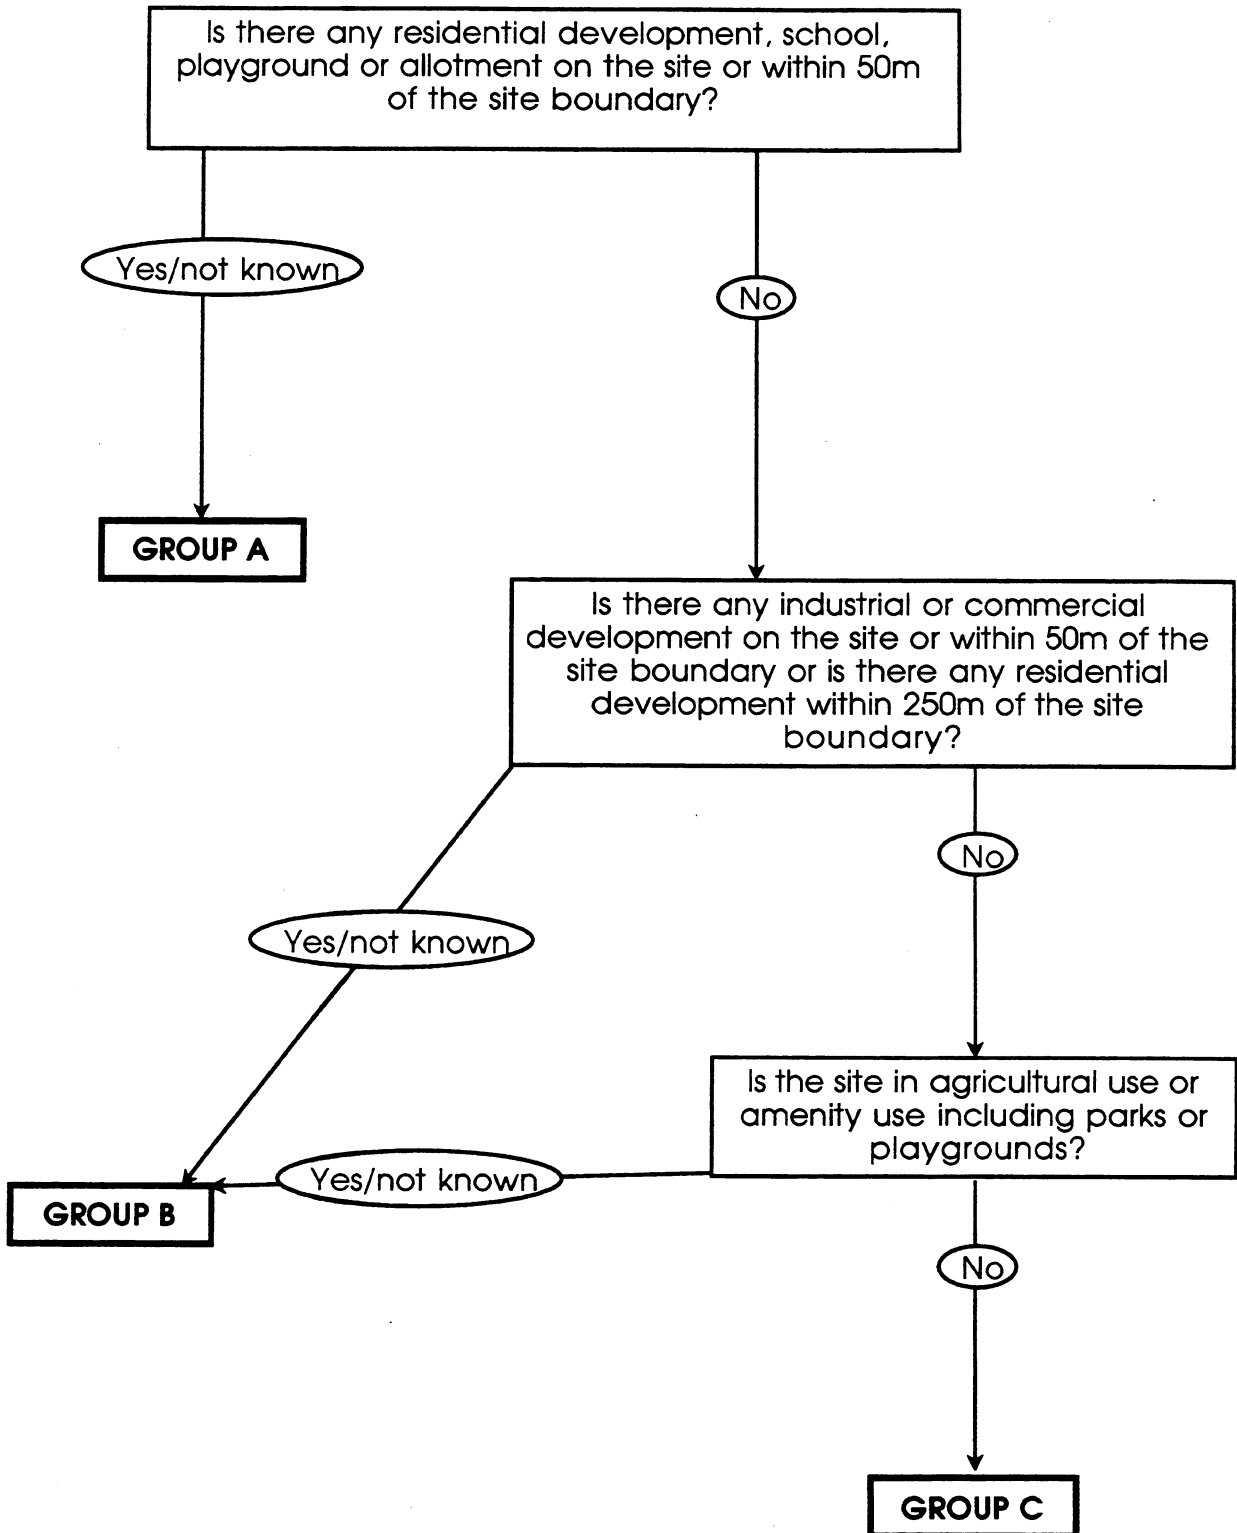 Is there any residential development, school,
playground or allotment on the site or within 50m
of the site boundary?
Yes/not known
No
GROUP A
Is there any industrial or commercial
development on the site or within 50m of the
site boundary or is there any residential
development within 250m of the site
boundary?
No
Yes/not known
Is the site in agricultural use or
amenity use including parks or
playgrounds?
Yes/not known
GROUP B
No
GROUP C